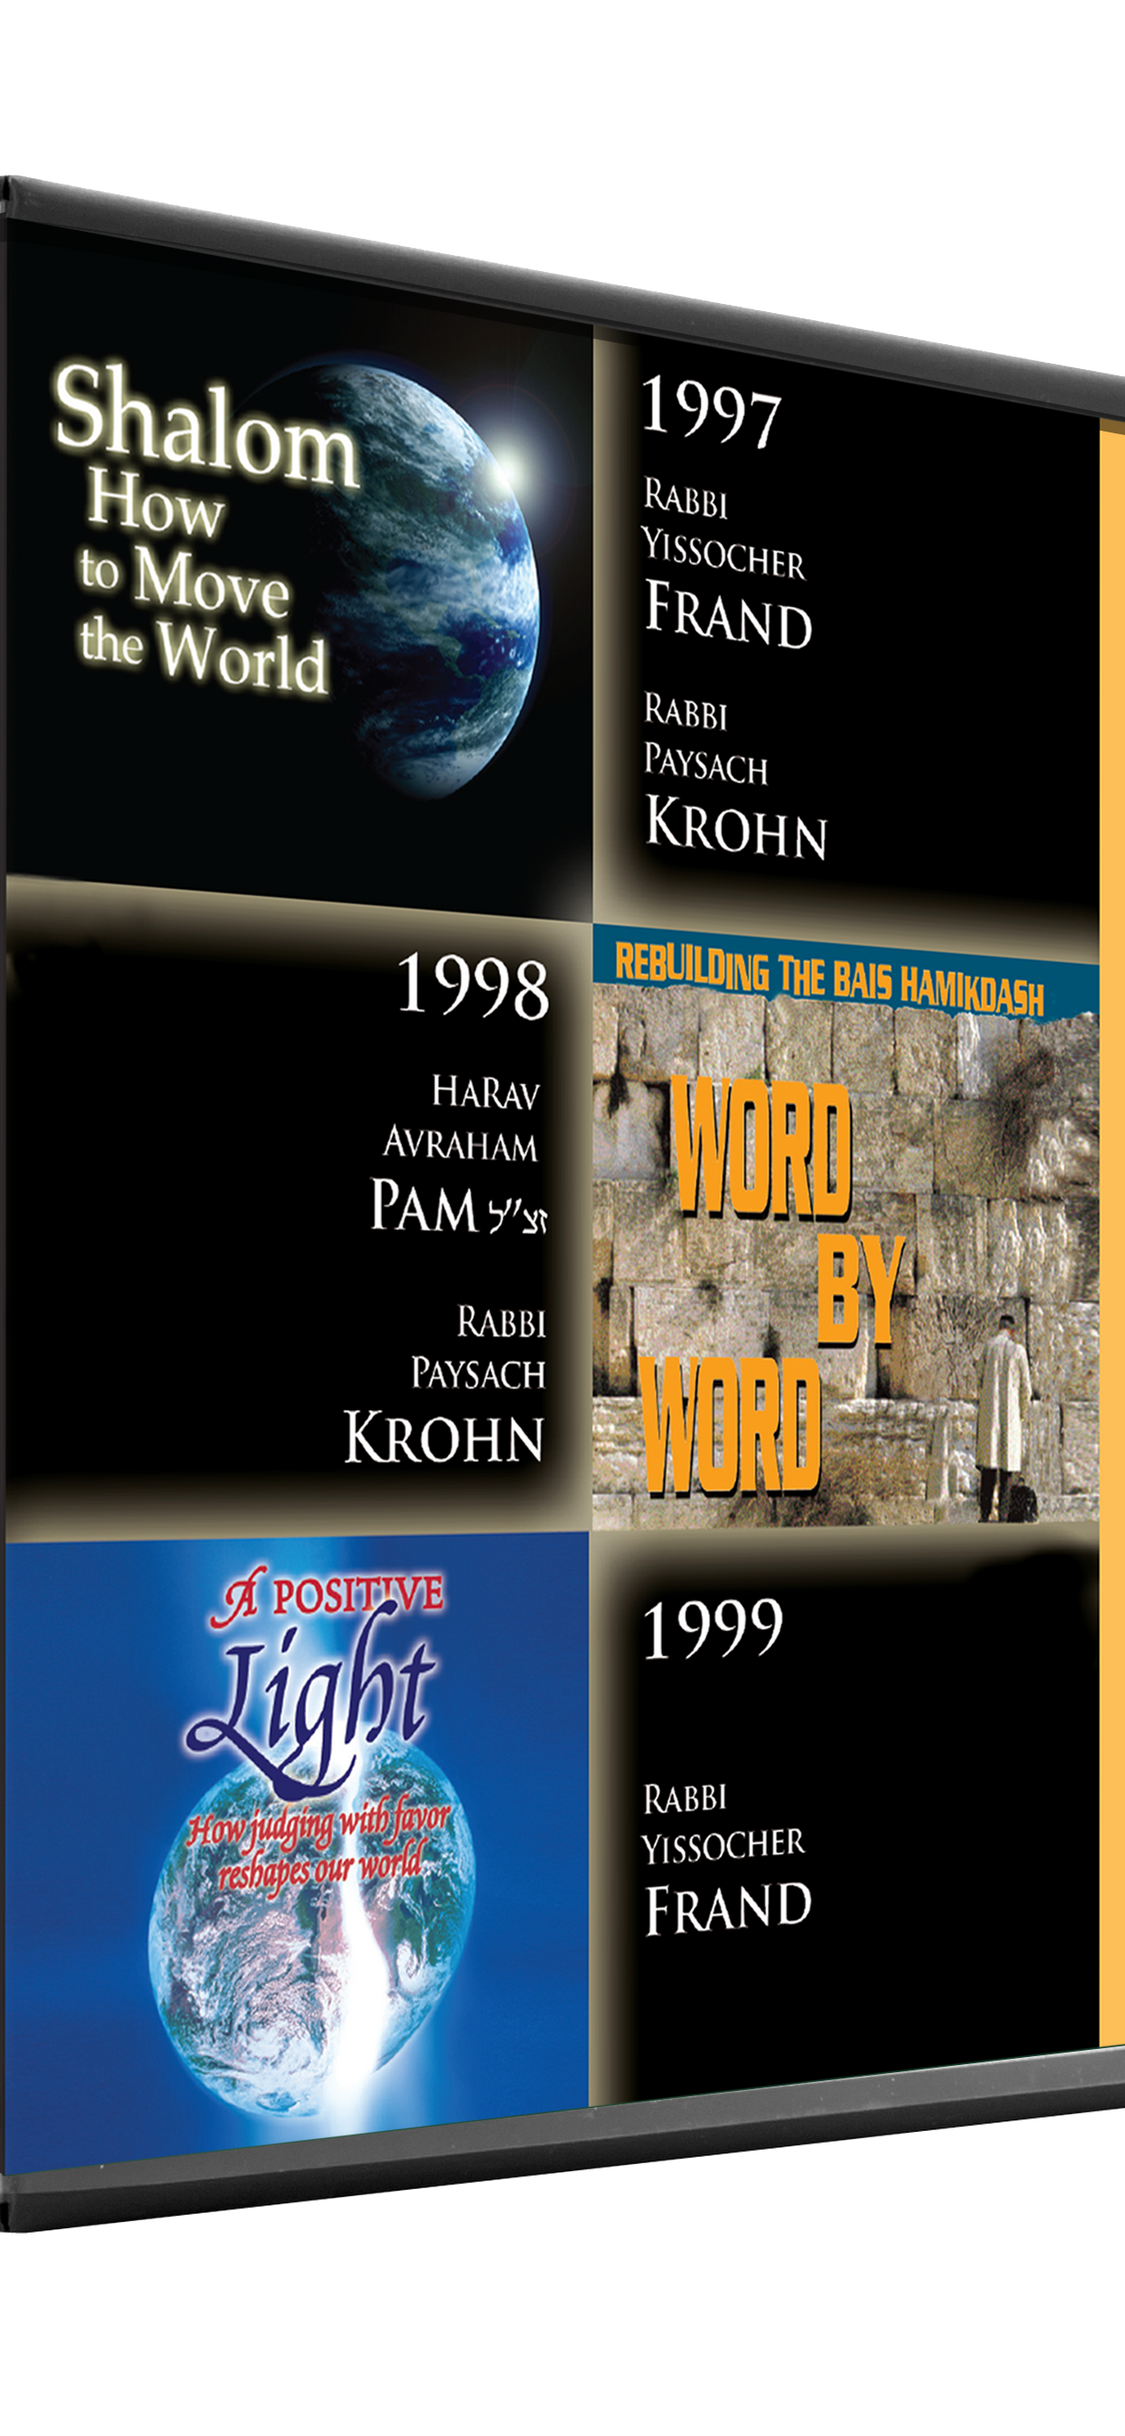 Shalom
How
to Move
the World
1997
RABBI
YISSOCHER
FRAND
RABBI
PAYSACH
KROHN
1998
HARAV
AVRAHAM
PAM זצ״ל
RABBI
PAYSACH
KROHN
REBUILDING THE BAIS HAMIKDASH
WORD
BY
WORD
A POSITIVE
Light
How judging with favor
reshapes our world
1999
RABBI
YISSOCHER
FRAND